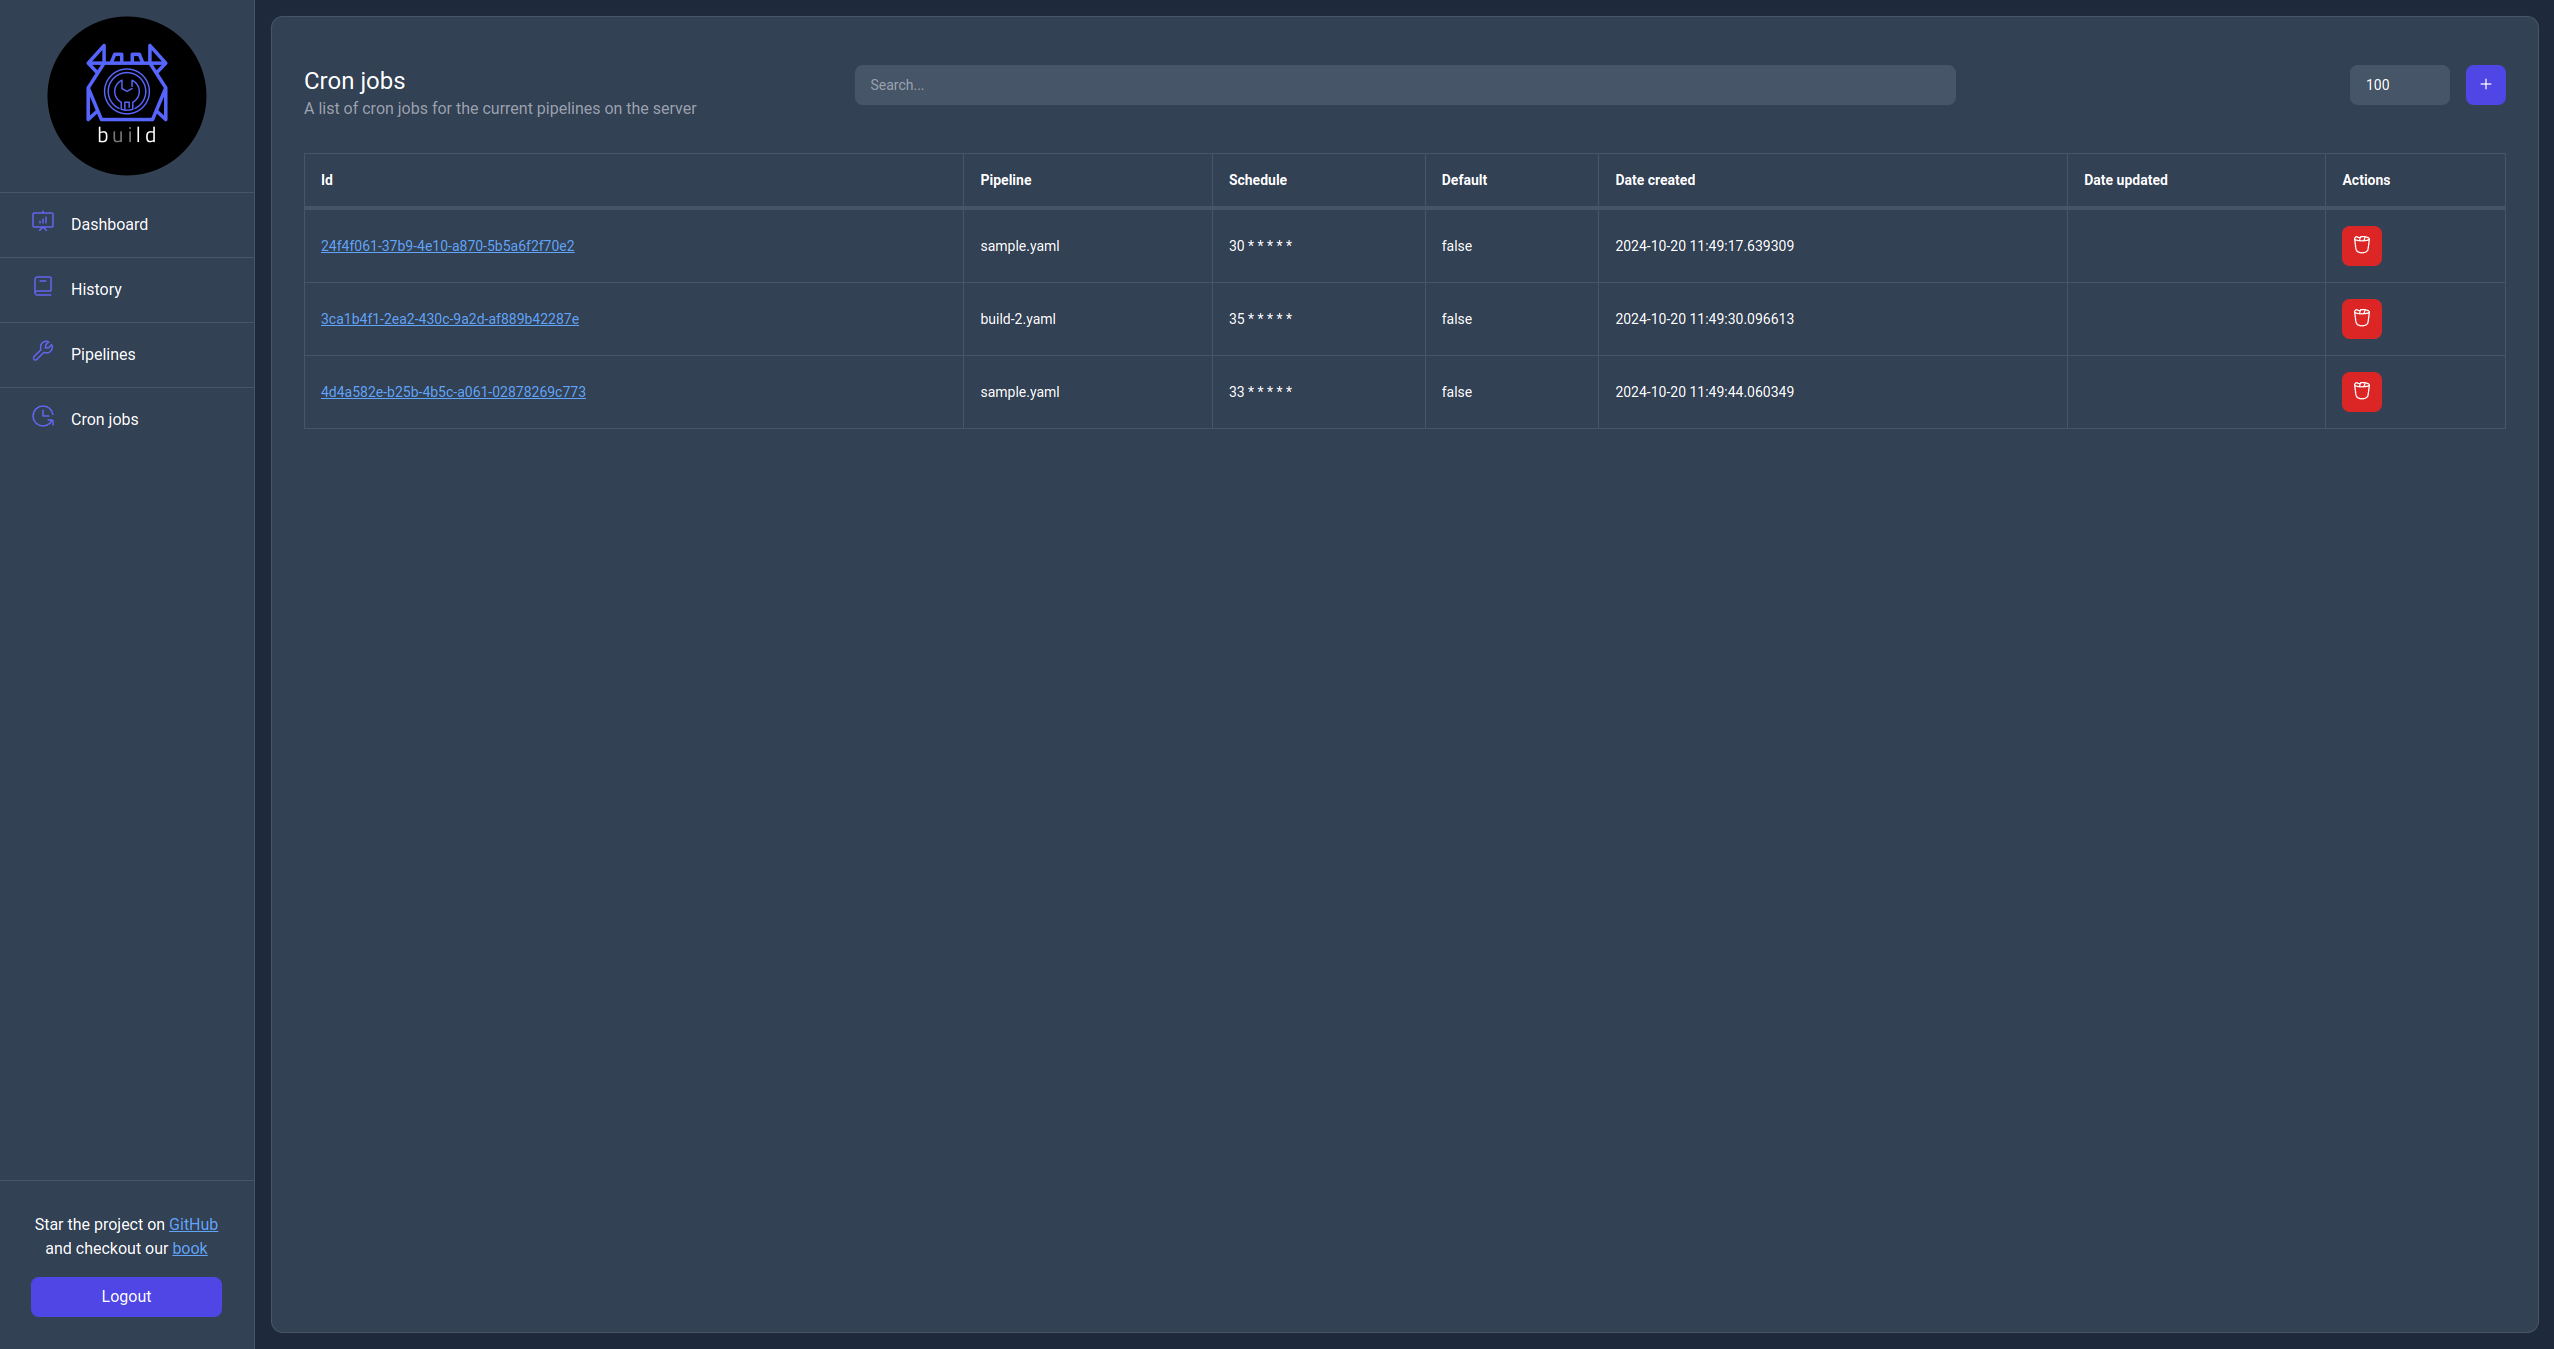 build
Dashboard
History
Pipelines
Cron jobs
Star the project on GitHub
and checkout our book
Logout
Cron jobs
A list of cron jobs for the current pipelines on the server
Search...
100
+
Id Pipeline Schedule Default Date created Date updated Actions
24f4f061-37b9-4e10-a870-5b5a6f2f70e2 sample.yaml 30 * * * * * false 2024-10-20 11:49:17.639309
3ca1b4f1-2ea2-430c-9a2d-af889b42287e build-2.yaml 35 * * * * * false 2024-10-20 11:49:30.096613
4d4a582e-b25b-4b5c-a061-02878269c773 sample.yaml 33 * * * * * false 2024-10-20 11:49:44.060349